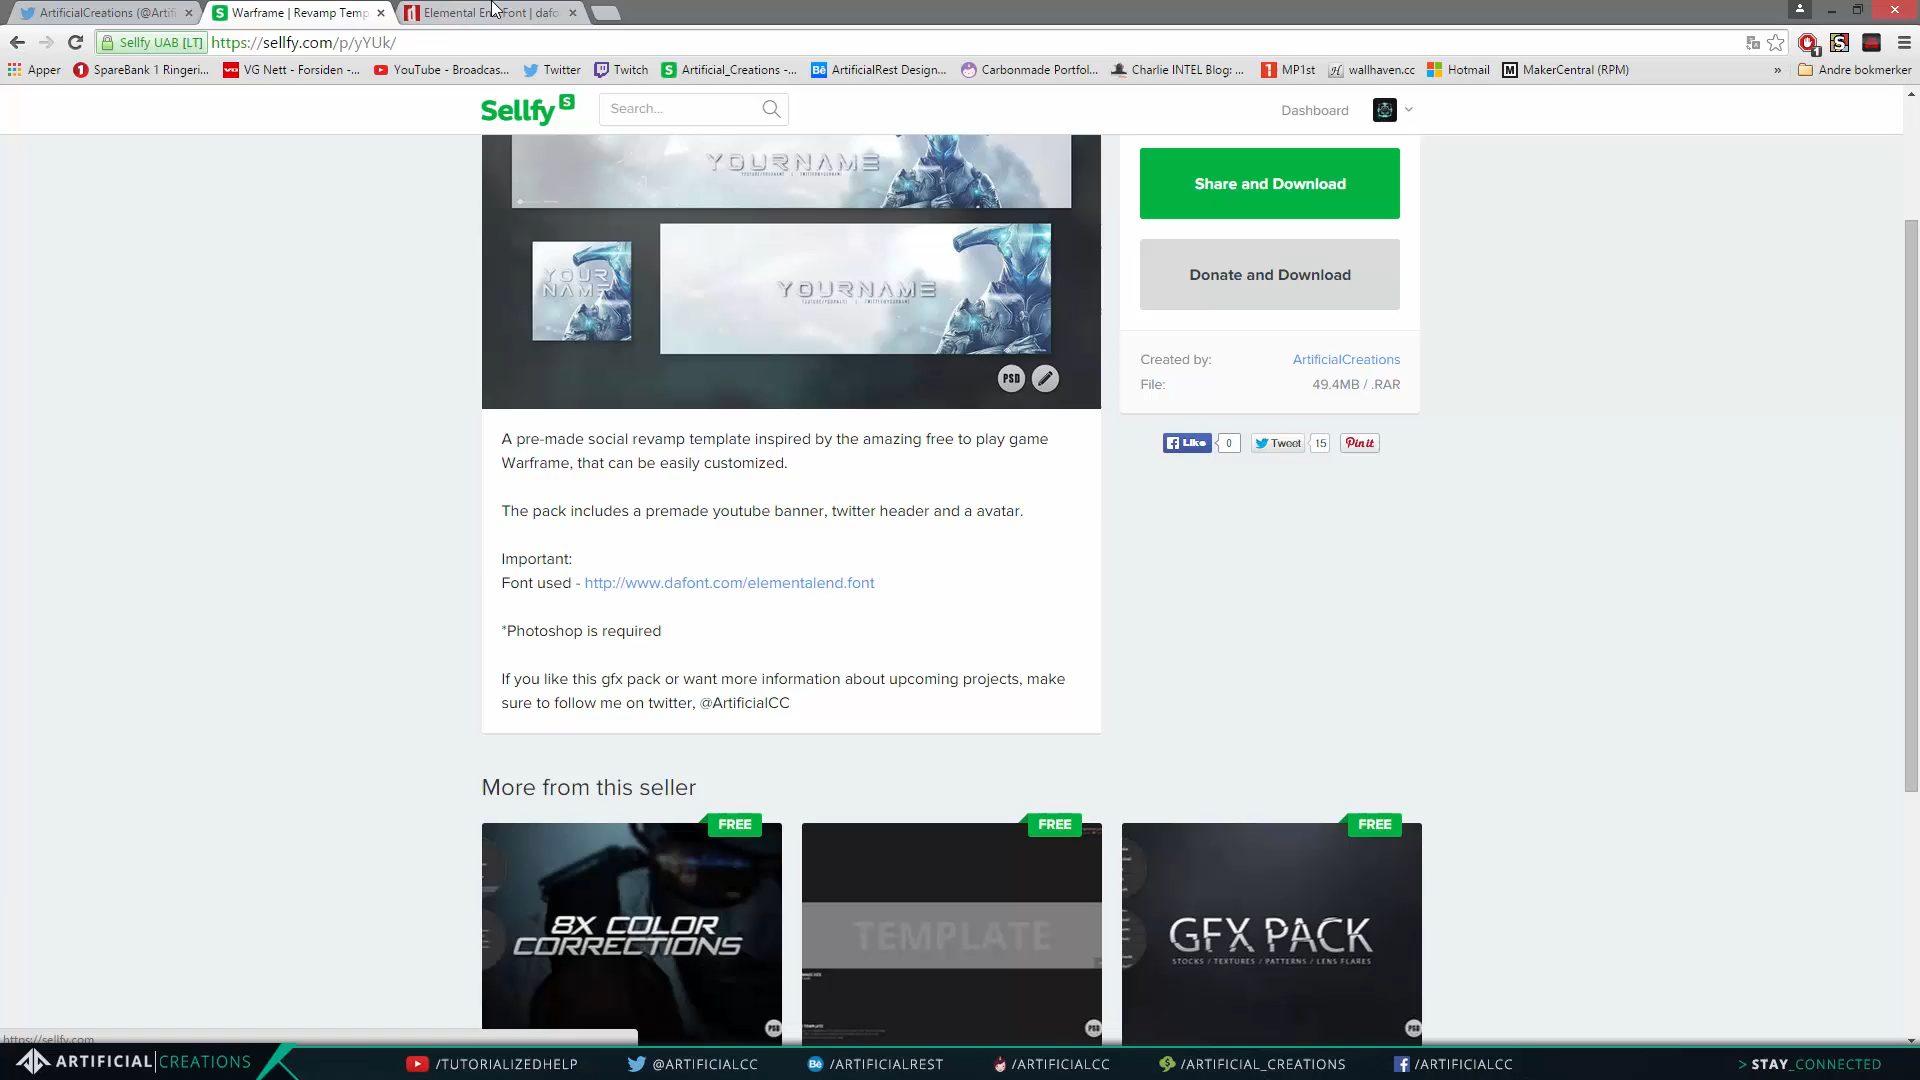 ArtificialCreations (@Artifi
Warframe | Revamp Temp
Elemental End Font | dafo
Sellfy UAB [LT]
https://sellfy.com/p/yYUk/
Apper
SpareBank 1 Ringeri...
VG Nett - Forsiden -...
YouTube - Broadcas...
Twitter
Twitch
Artificial_Creations -...
ArtificialRest Design...
Carbonmade Portfol...
Charlie INTEL Blog: ...
MP1st
wallhaven.cc
Hotmail
MakerCentral (RPM)
»
Andre bokmerker
Sellfy
Search...
Dashboard
YOURNAME
Share and Download
YOUR
NAME
YOURNAME
Donate and Download
PSD
Created by:
ArtificialCreations
File:
49.4MB / .RAR
Like
0
Tweet
15
Pin it
A pre-made social revamp template inspired by the amazing free to play game
Warframe, that can be easily customized.
The pack includes a premade youtube banner, twitter header and a avatar.
Important:
Font used - http://www.dafont.com/elementalend.font
*Photoshop is required
If you like this gfx pack or want more information about upcoming projects, make
sure to follow me on twitter, @ArtificialCC
More from this seller
FREE
FREE
FREE
8X COLOR
CORRECTIONS
TEMPLATE
GFX PACK
STOCKS / TEXTURES / PATTERNS / LENS FLARES
PSD
PSD
PSD
https://sellfy.com
ARTIFICIAL|CREATIONS
/TUTORIALIZEDHELP
@ARTIFICIALCC
/ARTIFICIALREST
/ARTIFICIALCC
/ARTIFICIAL_CREATIONS
/ARTIFICIALCC
> STAY_CONNECTED